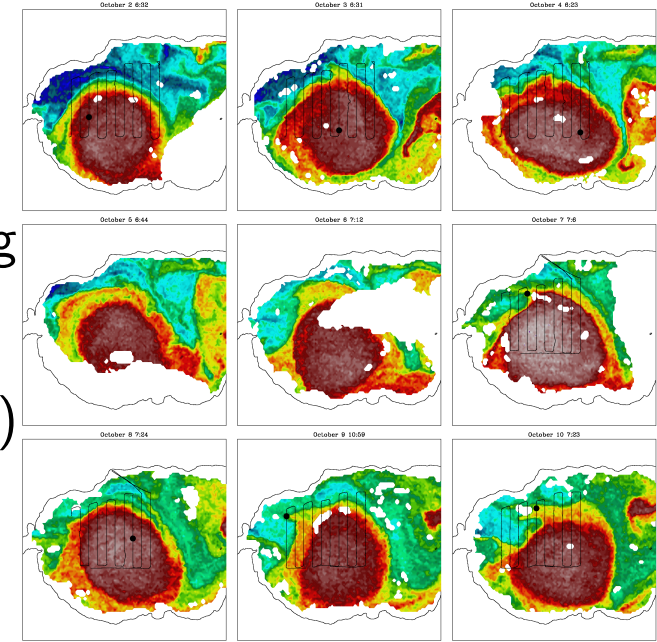 October 2 6:32
October 3 6:31
October 4 6:23
g
October 5 6:44
October 6 7:12
October 7 7:6
)
October 8 7:24
October 9 10:59
October 10 7:23